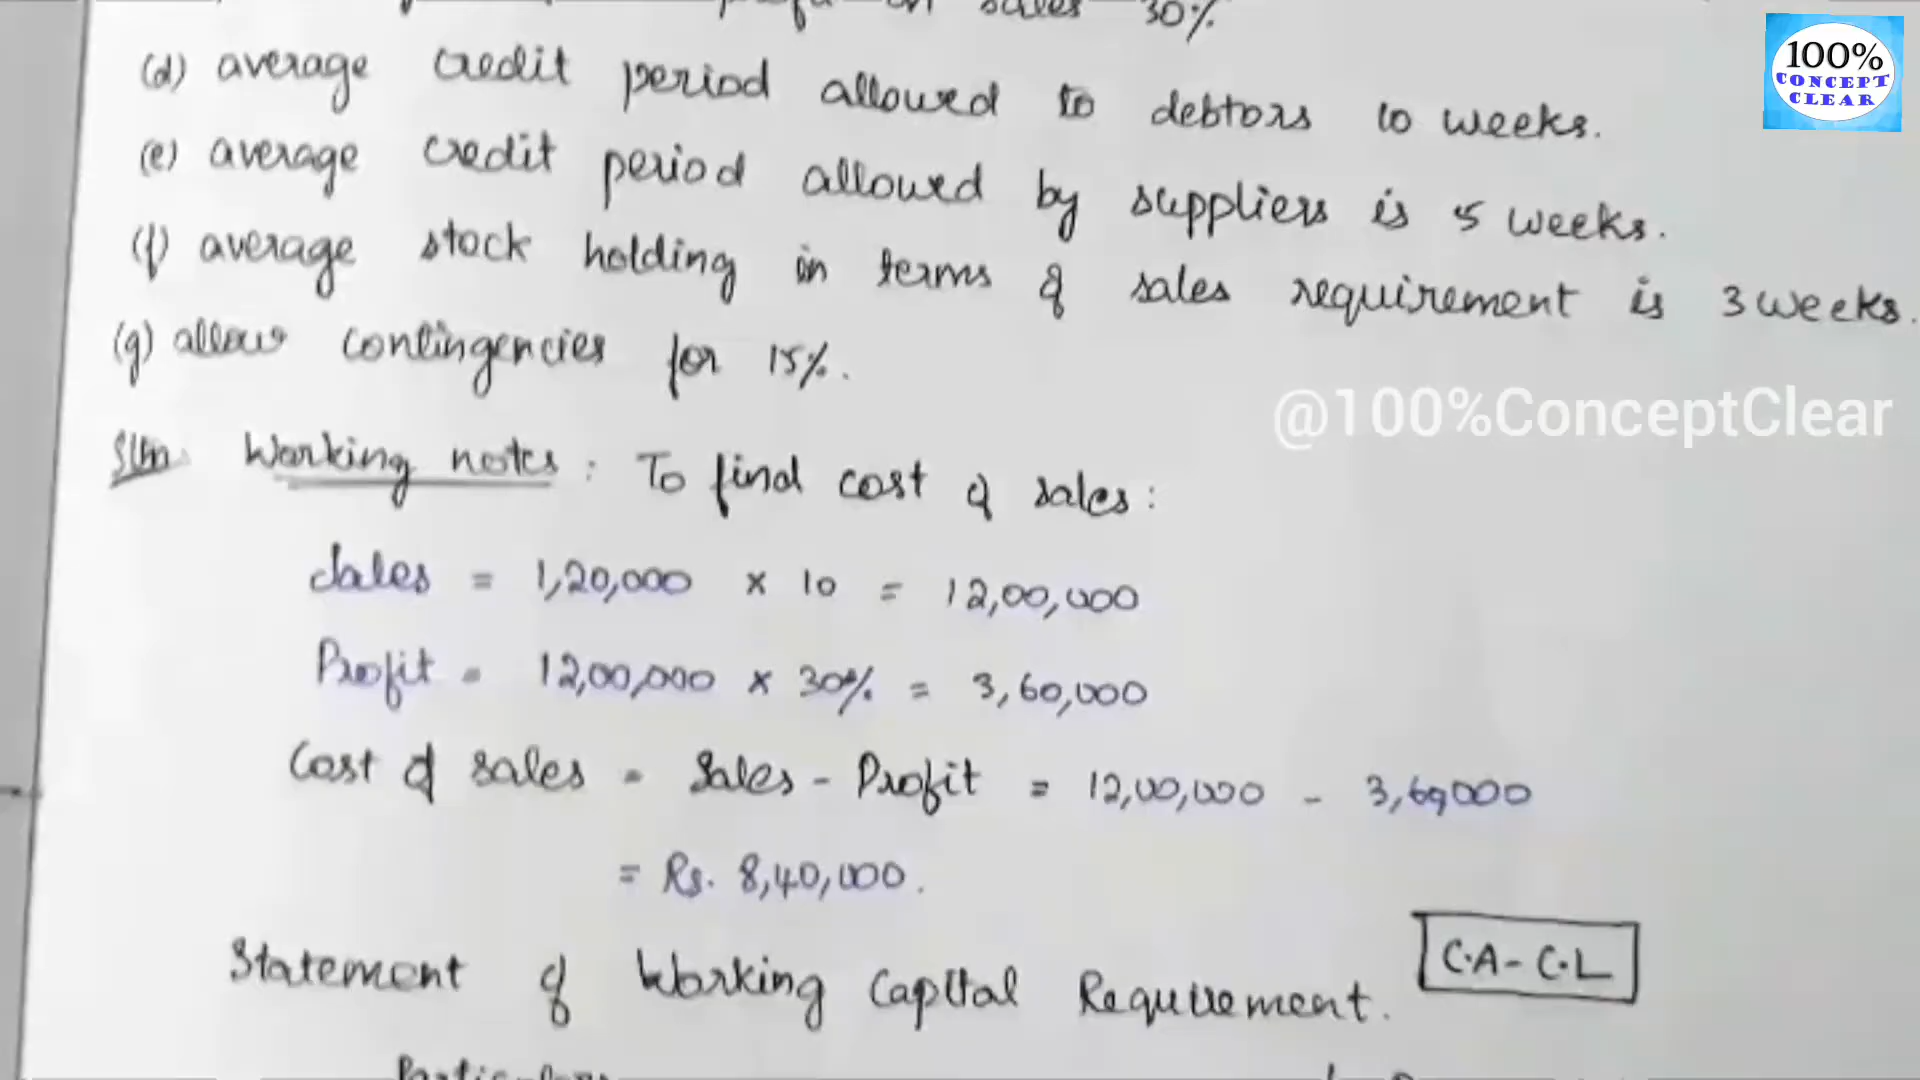 sales 30%
(d) average credit period allowed to debtors 10 weeks.
(e) average credit period allowed by suppliers is 5 weeks.
(f) average stock holding in terms of sales requirement is 3 weeks.
(g) allow contingencies for 15%.
Sln: Working notes: To find cost of sales:
Sales = 1,20,000 x 10 = 12,00,000
Profit = 12,00,000 x 30% = 3,60,000
Cost of sales = Sales - Profit = 12,00,000 - 3,60,000
= Rs. 8,40,000.
Statement of Working Capital Requirement.
C.A - C.L
100%
CONCEPT
CLEAR
@100%ConceptClear